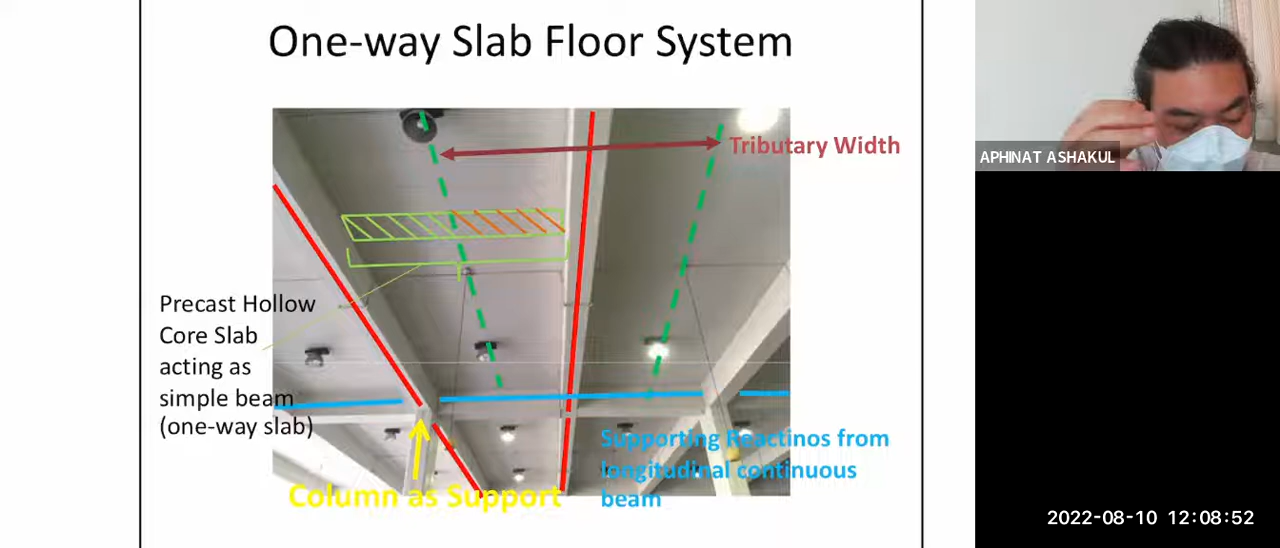 One-way Slab Floor System
Tributary Width
APHINAT ASHAKUL
Precast Hollow
Core Slab
acting as
simple beam
(one-way slab)
Supporting Reactinos from
longitudinal continuous
beam
Column as Support
2022-08-10 12:08:52